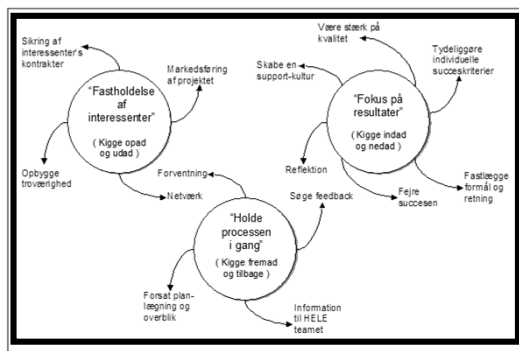 Sikring af
interessenter's
kontrakter
Markedsføring
af projektet
"Fastholdelse
af
interessenter"
( Kigge opad
og udad )
Opbygge
troværighed
Netværk
Være stærk på
kvalitet
Tydeliggøre
individuelle
succeskriterier
Skabe en
support-kultur
"Fokus på
resultater"
( Kigge indad
og nedad )
Reflektion
Fejre
succesen
Fastlægge
formål og
retning
Forventning
Søge feedback
"Holde
processen
i gang"
( Kigge fremad
og tilbage )
Forsat plan-
lægning og
overblik
Information
til HELE
teamet